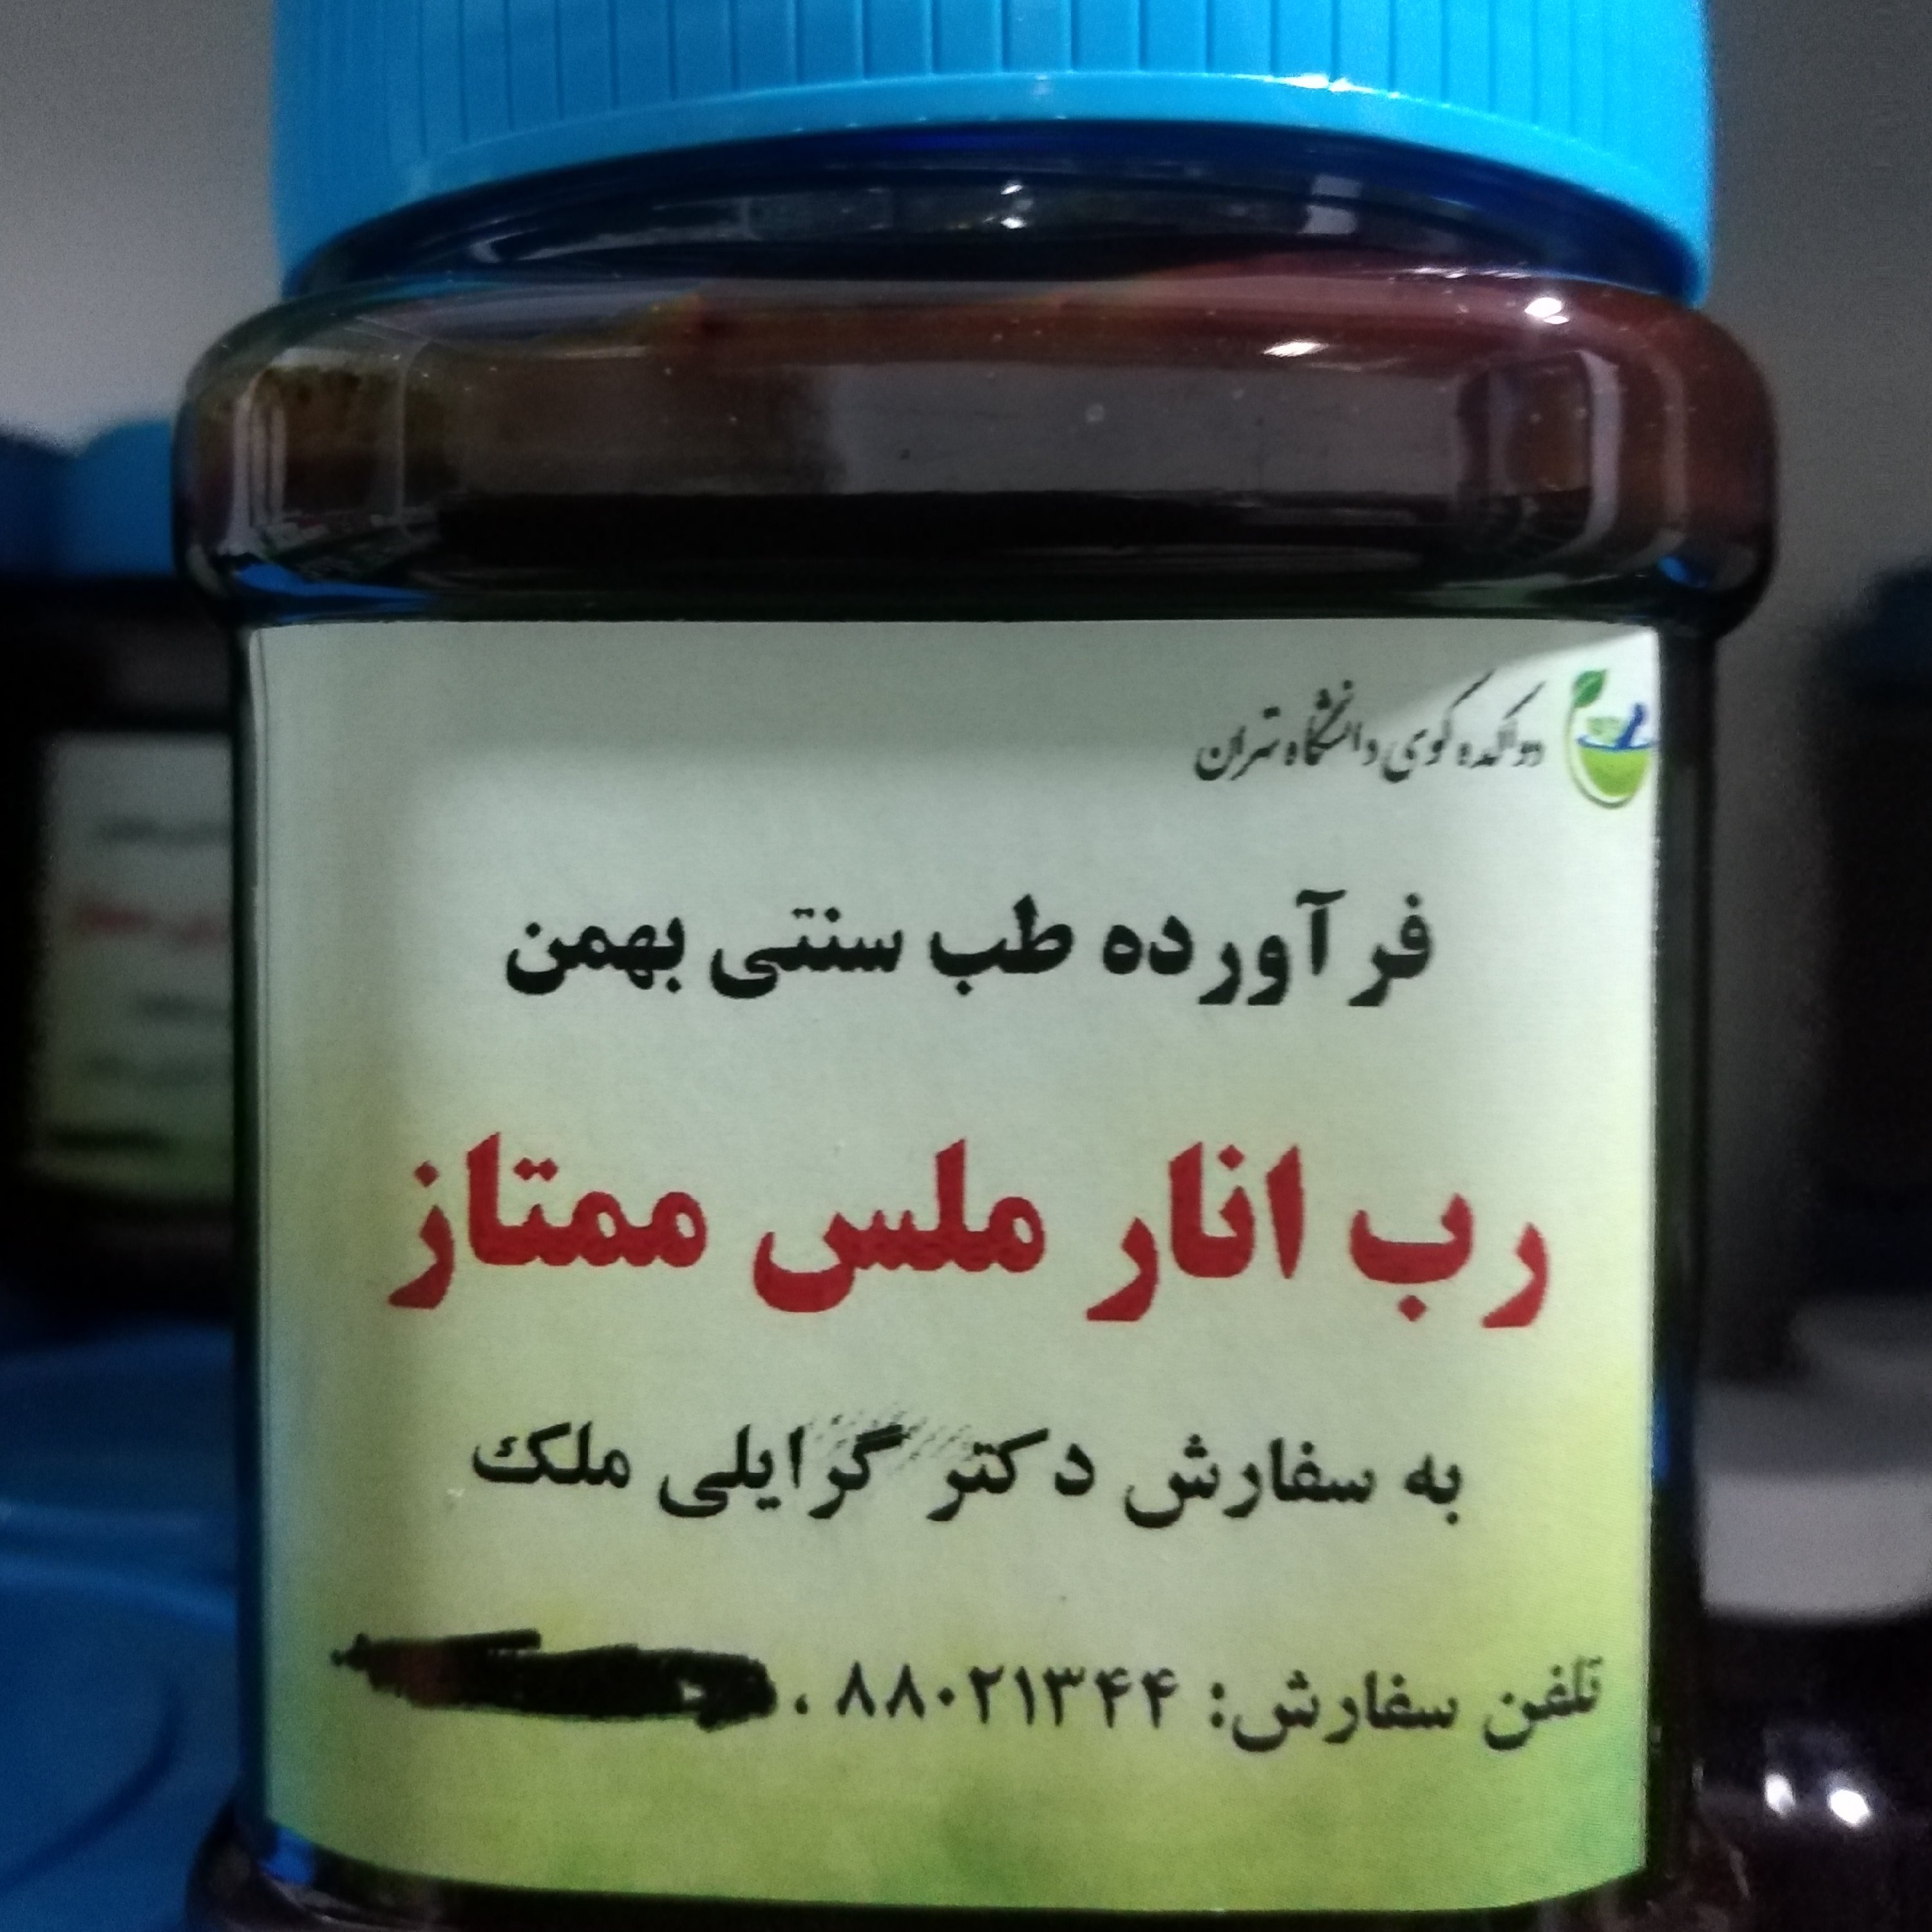 دواکده کوی دانشگاه تهران
فرآورده طب سنتی بهمن
رب انار ملس ممتاز
به سفارش دکتر گرایلی ملک
تلفن سفارش: ۸۸۰۲۱۳۴۴ .